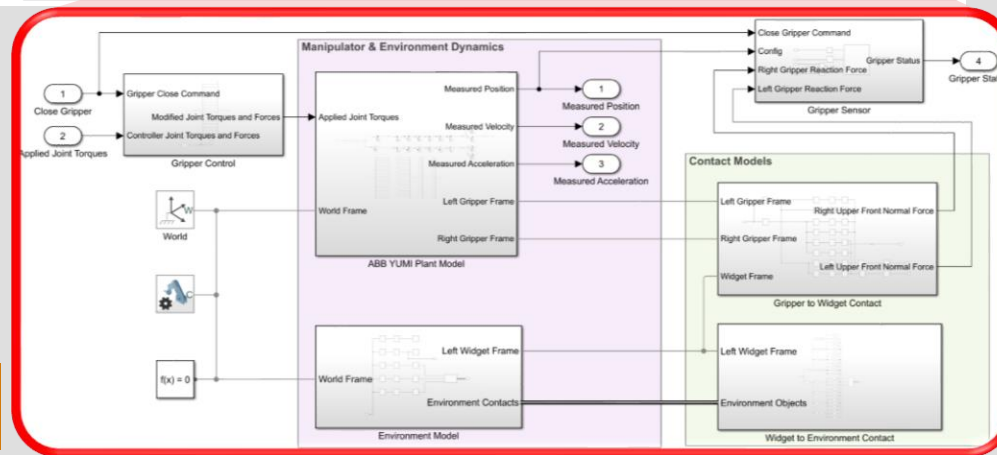 Manipulator & Environment Dynamics
Close Gripper Command
Config
Gripper Status
Right Gripper Reaction Force
Left Gripper Reaction Force
4
Gripper Sensor
1
Close Gripper
Gripper Close Command
Modified Joint Torques and Forces
2
Controller Joint Torques and Forces
Applied Joint Torques
Gripper Control
Applied Joint Torques
Measured Position
1
Measured Position
Measured Velocity
2
Measured Velocity
Measured Acceleration
3
Measured Acceleration
World Frame
Left Gripper Frame
Right Gripper Frame
ABB YUMI Plant Model
W
World
C
f(x) = 0
Contact Models
Left Gripper Frame
Right Upper Front Normal Force
Right Gripper Frame
Left Upper Front Normal Force
Widget Frame
Gripper to Widget Contact
Left Widget Frame
World Frame
Environment Contacts
Environment Model
Left Widget Frame
Environment Objects
Widget to Environment Contact